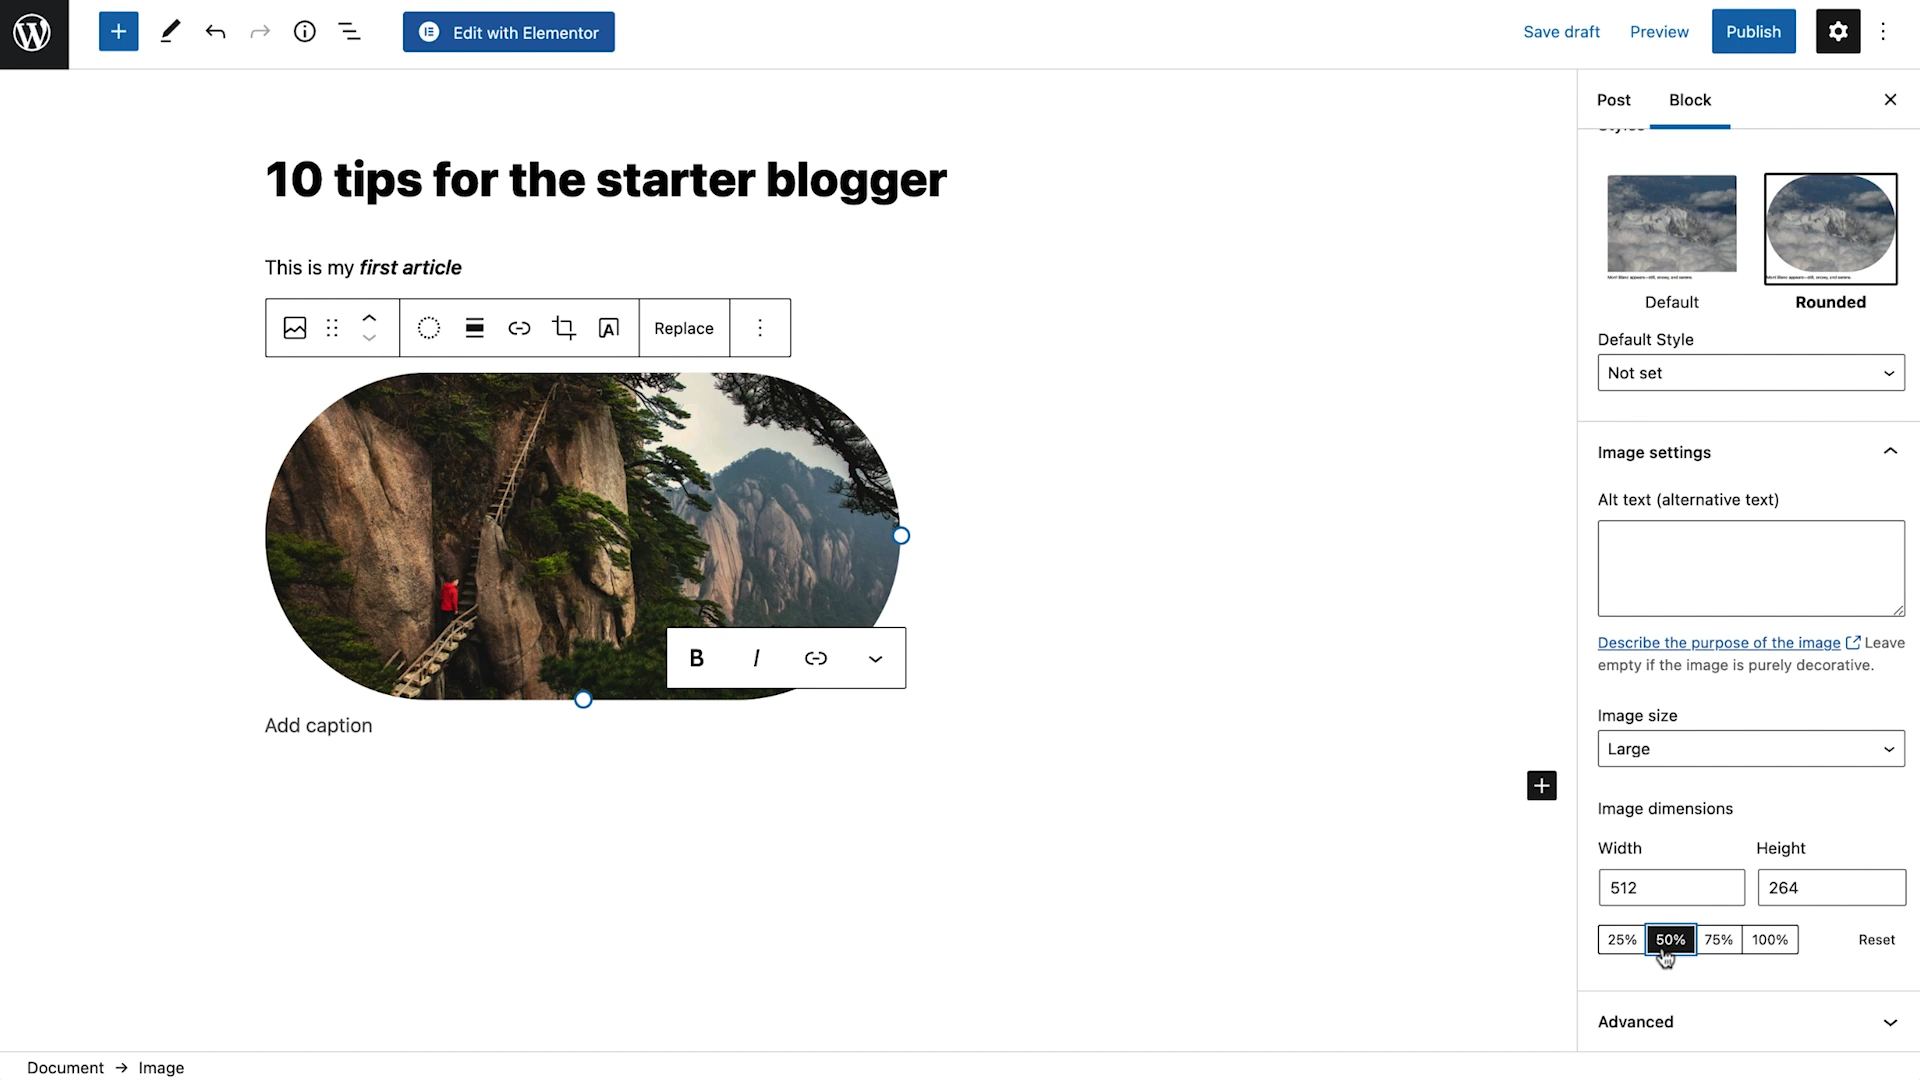 Edit with Elementor
Save draft
Preview
Publish
Post
Block
Styles
10 tips for the starter blogger
This is my first article
Replace
Default
Rounded
Default Style
Not set
Image settings
Alt text (alternative text)
Describe the purpose of the image Leave
empty if the image is purely decorative.
B I
Add caption
Image size
Large
Image dimensions
Width Height
512 264
25% 50% 75% 100% Reset
Advanced
Document → Image